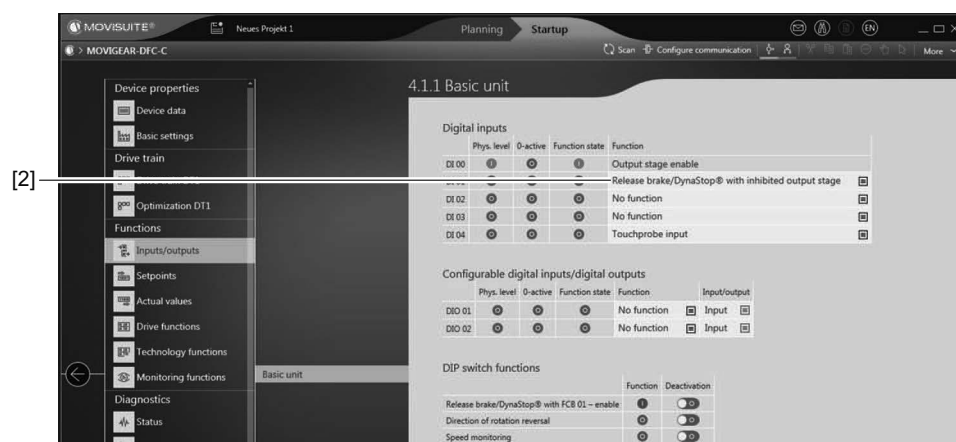 MOVISUITE® Neues Projekt 1 Planning Startup EN
> MOVIGEAR-DFC-C Scan Configure communication More
Device properties
Device data
Basic settings
Drive train
Optimization DT1
Functions
Inputs/outputs
Setpoints
Actual values
Drive functions
Technology functions
Monitoring functions
Diagnostics
Status
Basic unit
[2]
4.1.1 Basic unit
Digital inputs
Phys. level 0-active Function state Function
DI 00 Output stage enable
Release brake/DynaStop® with inhibited output stage
DI 02 No function
DI 03 No function
DI 04 Touchprobe input
Configurable digital inputs/digital outputs
Phys. level 0-active Function state Function Input/output
DIO 01 No function Input
DIO 02 No function Input
DIP switch functions
Function Deactivation
Release brake/DynaStop® with FCB 01 – enable
Direction of rotation reversal
Speed monitoring